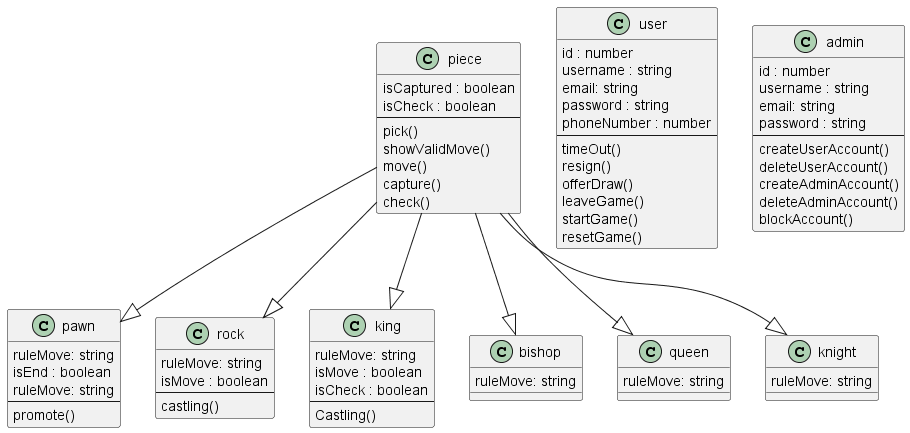 C piece
isCaptured : boolean
isCheck : boolean
pick()
showValidMove()
move()
capture()
check()
C user
id : number
username : string
email: string
password : string
phoneNumber : number
timeOut()
resign()
offerDraw()
leaveGame()
startGame()
resetGame()
C admin
id : number
username : string
email: string
password : string
createUserAccount()
deleteUserAccount()
createAdminAccount()
deleteAdminAccount()
blockAccount()
C pawn
ruleMove: string
isEnd : boolean
ruleMove: string
promote()
C rock
ruleMove: string
isMove : boolean
castling()
C king
ruleMove: string
isMove : boolean
isCheck : boolean
Castling()
C bishop
ruleMove: string
C queen
ruleMove: string
C knight
ruleMove: string